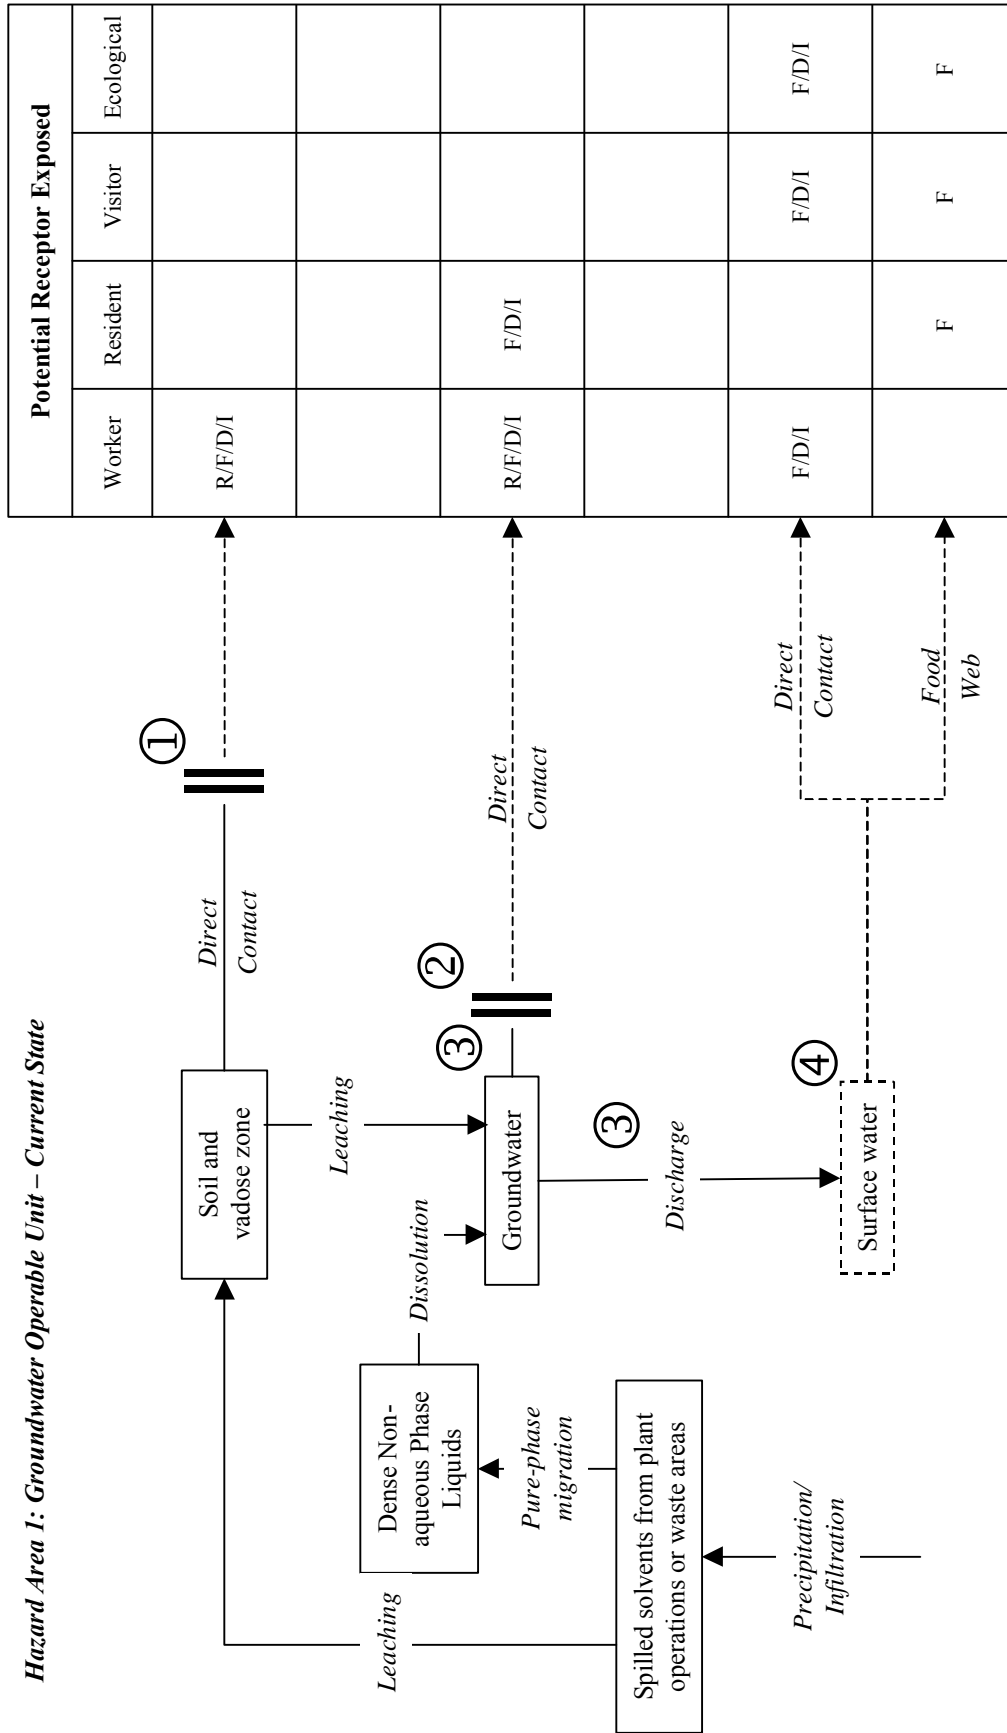 Hazard Area 1: Groundwater Operable Unit – Current State
Potential Receptor Exposed
Worker
Resident
Visitor
Ecological
Leaching
Soil and
vadose zone
Direct
Contact
①
R/F/D/I
Leaching
Dense Non-
aqueous Phase
Liquids
Dissolution
Pure-phase
migration
Groundwater
③
②
Direct
Contact
R/F/D/I
F/D/I
Spilled solvents from plant
operations or waste areas
Discharge
③
Precipitation/
Infiltration
Surface water
④
Direct
Contact
F/D/I
F/D/I
F/D/I
Food
Web
F
F
F